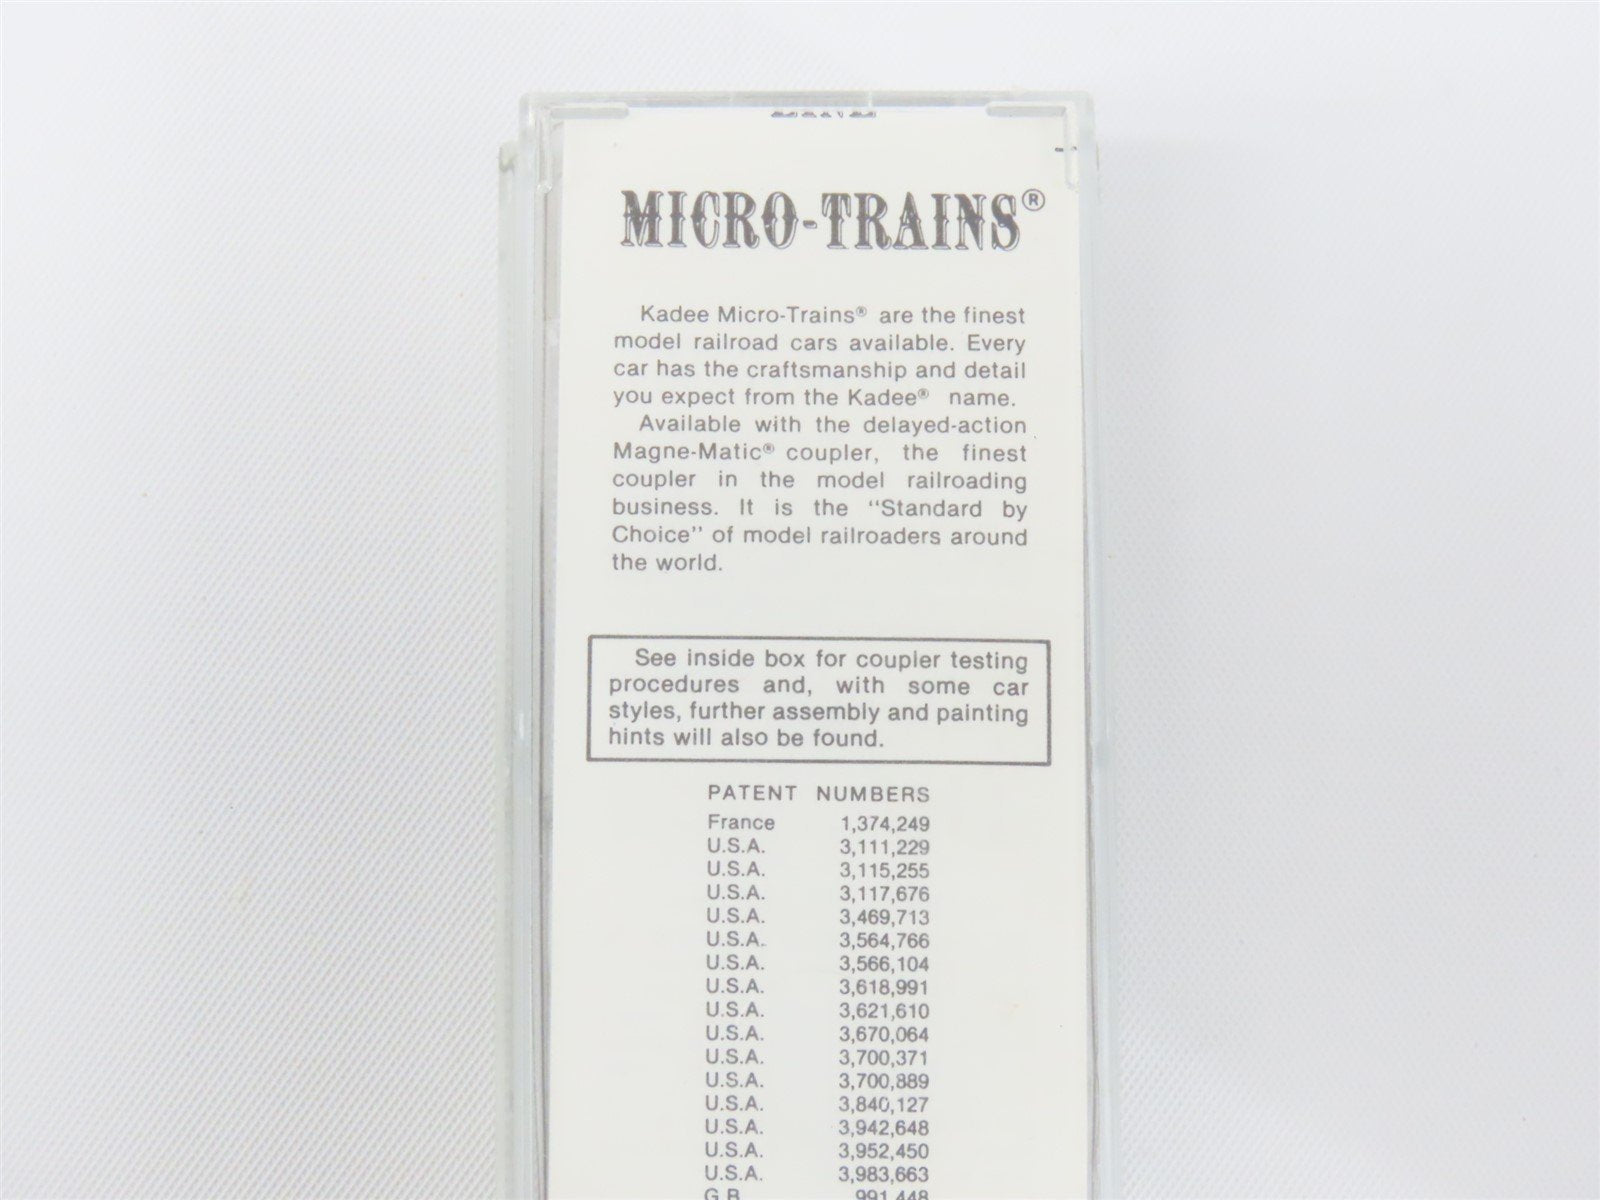 LINE
MICRO-TRAINS®
Kadee Micro-Trains® are the finest
model railroad cars available. Every
car has the craftsmanship and detail
you expect from the Kadee® name.
Available with the delayed-action
Magne-Matic® coupler, the finest
coupler in the model railroading
business. It is the "Standard by
Choice" of model railroaders around
the world.
See inside box for coupler testing
procedures and, with some car
styles, further assembly and painting
hints will also be found.
PATENT NUMBERS
France 1,374,249
U.S.A. 3,111,229
U.S.A. 3,115,255
U.S.A. 3,117,676
U.S.A. 3,469,713
U.S.A. 3,564,766
U.S.A. 3,566,104
U.S.A. 3,618,991
U.S.A. 3,621,610
U.S.A. 3,670,064
U.S.A. 3,700,371
U.S.A. 3,700,889
U.S.A. 3,840,127
U.S.A. 3,942,648
U.S.A. 3,952,450
U.S.A. 3,983,663
G.B. 991,448